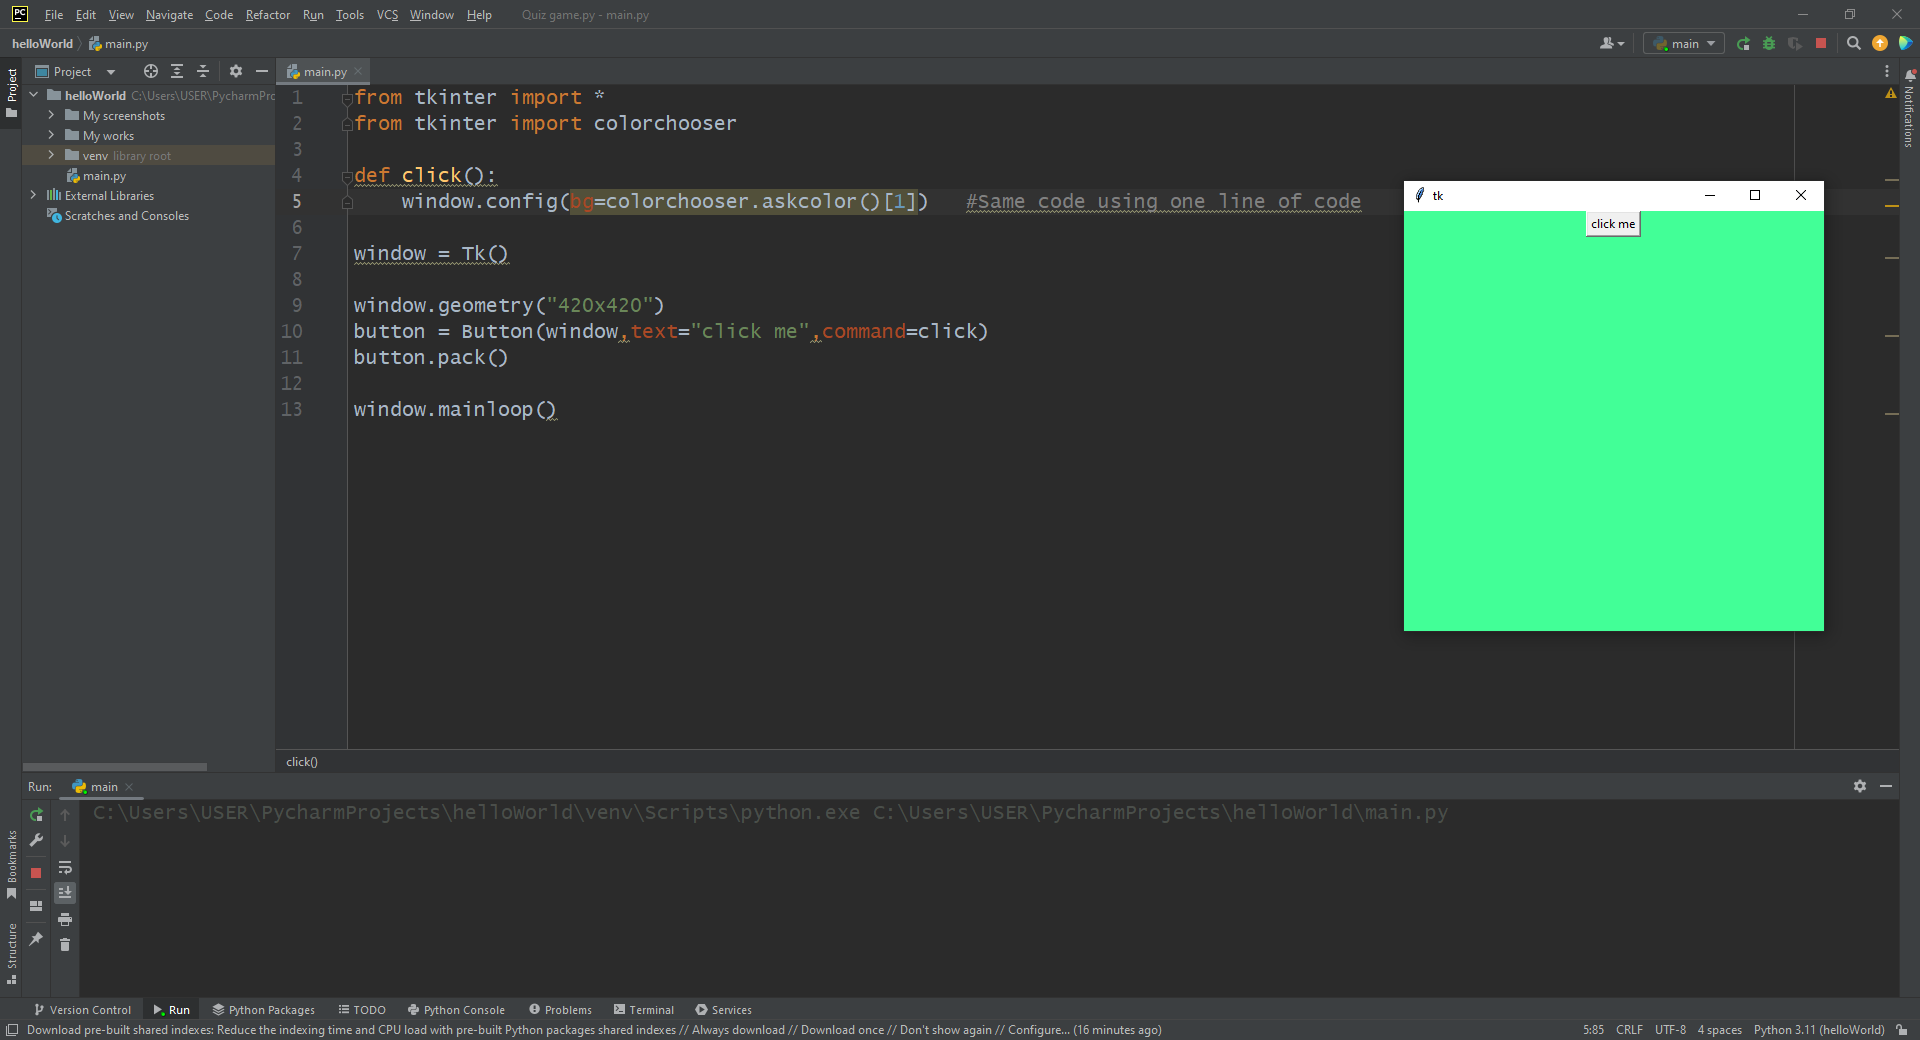 PC File Edit View Navigate Code Refactor Run Tools VCS Window Help Quiz game.py - main.py
helloWorld main.py
main
Project
main.py
Project
Notifications
helloWorld C:\Users\USER\PycharmPro
My screenshots
My works
venv library root
main.py
External Libraries
Scratches and Consoles
1 from tkinter import *
2 from tkinter import colorchooser
3
4 def click():
5 window.config(bg=colorchooser.askcolor()[1]) #Same code using one line of code
6
7 window = Tk()
8
9 window.geometry("420x420")
10 button = Button(window,text="click me",command=click)
11 button.pack()
12
13 window.mainloop()
tk
click me
click()
Run: main
C:\Users\USER\PycharmProjects\helloWorld\venv\Scripts\python.exe C:\Users\USER\PycharmProjects\helloWorld\main.py
Bookmarks
Structure
Version Control Run Python Packages TODO Python Console Problems Terminal Services
Download pre-built shared indexes: Reduce the indexing time and CPU load with pre-built Python packages shared indexes // Always download // Download once // Don't show again // Configure... (16 minutes ago) 5:85 CRLF UTF-8 4 spaces Python 3.11 (helloWorld)